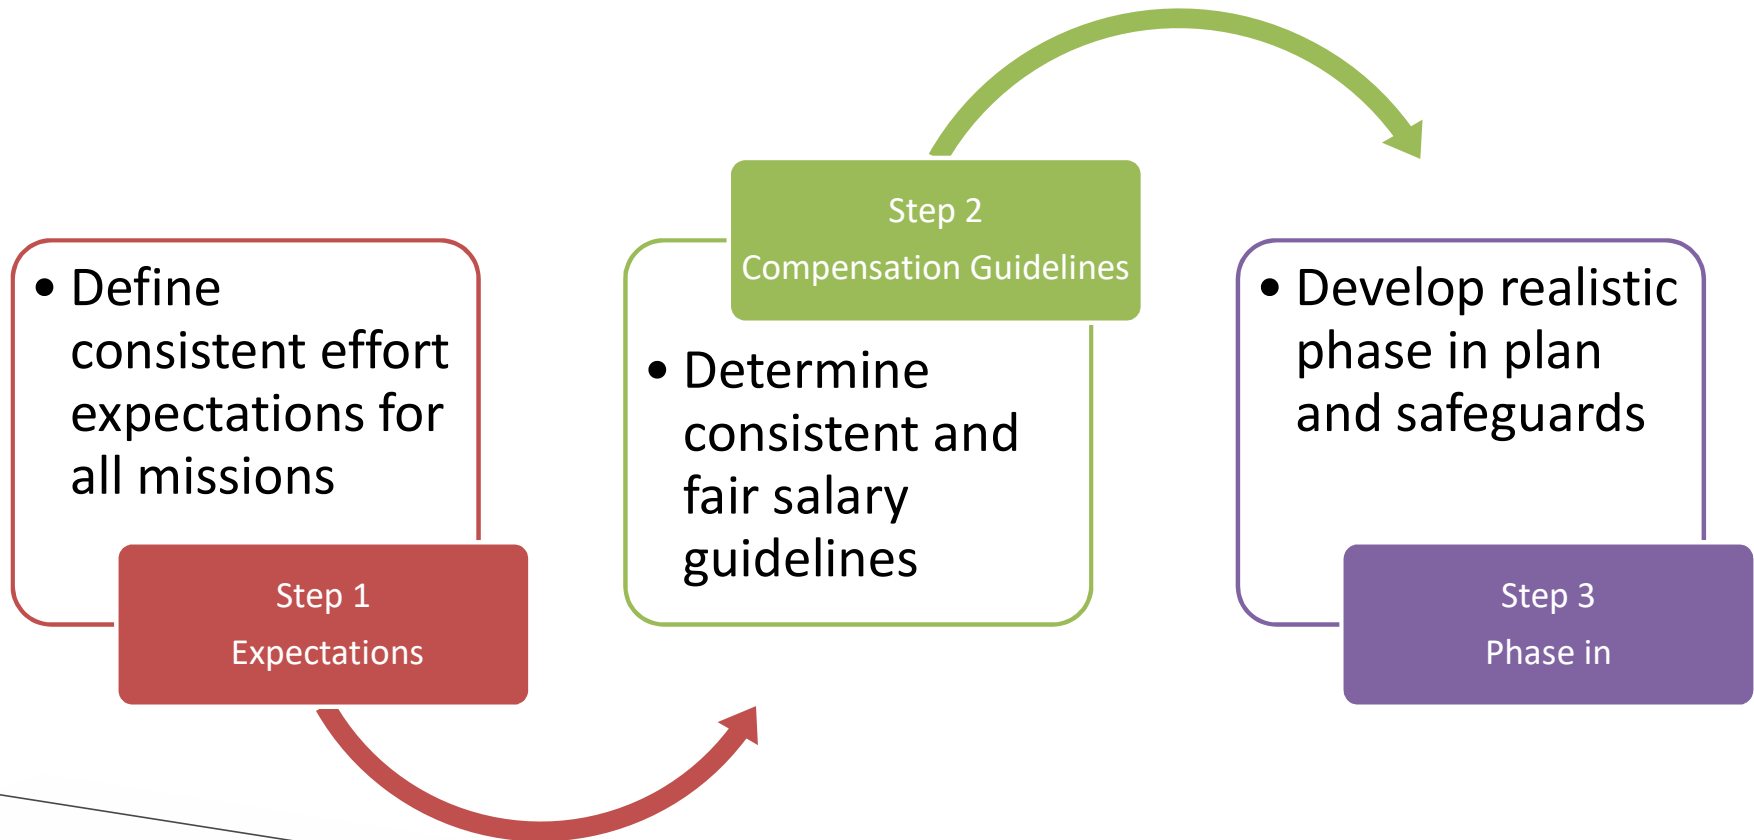 • Define
consistent effort
expectations for
all missions
Step 1
Expectations
Step 2
Compensation Guidelines
• Determine
consistent and
fair salary
guidelines
• Develop realistic
phase in plan
and safeguards
Step 3
Phase in